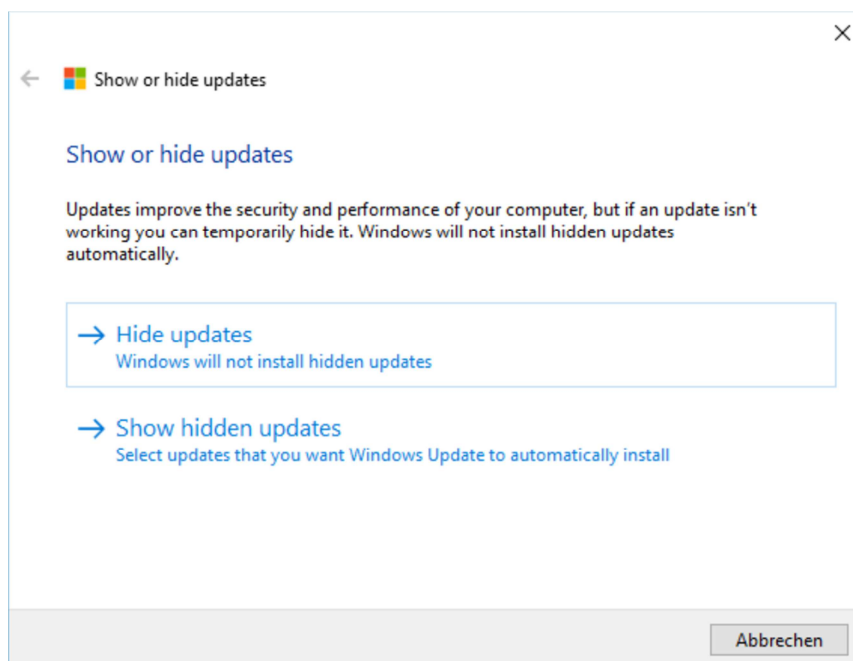 Show or hide updates
Show or hide updates
Updates improve the security and performance of your computer, but if an update isn't
working you can temporarily hide it. Windows will not install hidden updates
automatically.
Hide updates
Windows will not install hidden updates
Show hidden updates
Select updates that you want Windows Update to automatically install
Abbrechen